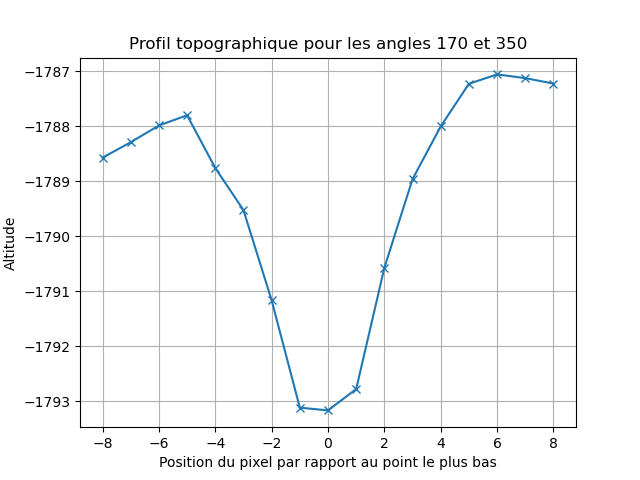 Profil topographique pour les angles 170 et 350
Altitude
−1787
−1788
−1789
−1790
−1791
−1792
−1793
−8 −6 −4 −2 0 2 4 6 8
Position du pixel par rapport au point le plus bas